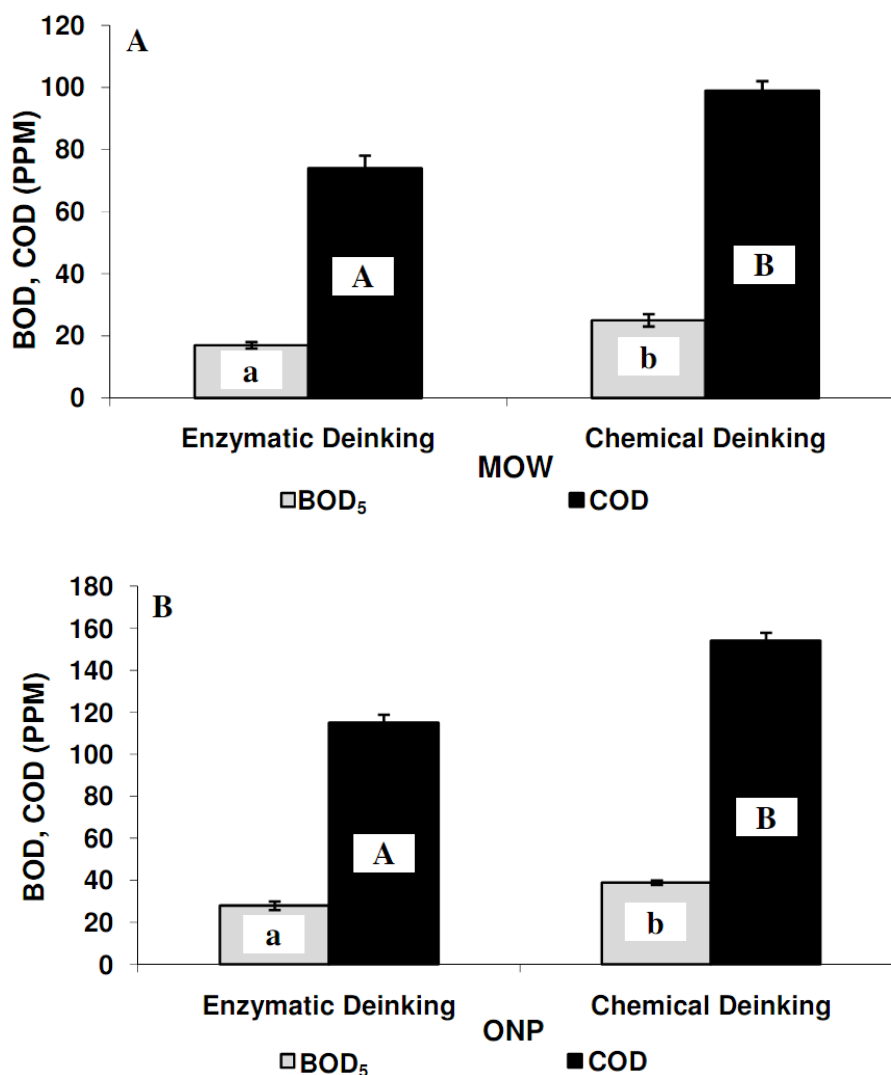 A
BOD, COD (PPM)
120
100
80
60
40
20
0
a
A
b
B
Enzymatic Deinking
Chemical Deinking
MOW
BOD₅
COD
B
BOD, COD (PPM)
180
160
140
120
100
80
60
40
20
0
a
A
b
B
Enzymatic Deinking
Chemical Deinking
ONP
BOD₅
COD